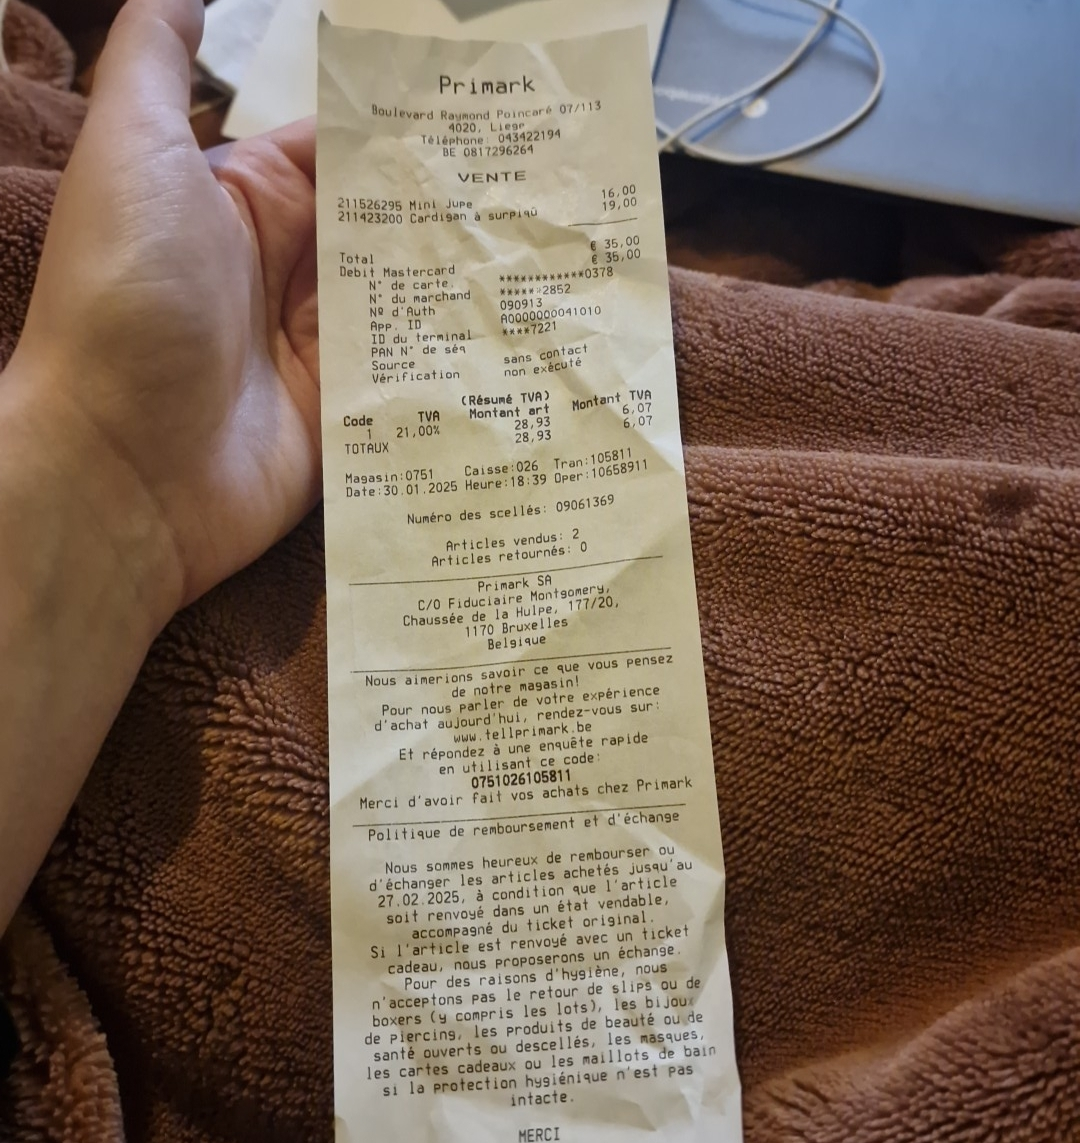 Primark
Boulevard Raymond Poincaré 07/113
4020, Liege
Téléphone: 043422194
BE 0817296264
VENTE
211526295 Mini Jupe 16,00
211423200 Cardigan à surpiqû 19,00
Total € 35,00
Debit Mastercard € 35,00
N° de carte ************0378
N° du marchand ******2852
Nº d'Auth 090913
App. ID A0000000041010
ID du terminal ****7221
PAN N° de séq
Source sans contact
Vérification non exécuté
(Résumé TVA)
Code TVA Montant art Montant TVA
1 21,00% 28,93 6,07
TOTAUX 28,93 6,07
Magasin:0751 Caisse:026 Tran:105811
Date:30.01.2025 Heure:18:39 Oper:10658911
Numéro des scellés: 09061369
Articles vendus: 2
Articles retournés: 0
Primark SA
C/O Fiduciaire Montgomery,
Chaussée de la Hulpe, 177/20,
1170 Bruxelles
Belgique
Nous aimerions savoir ce que vous pensez
de notre magasin!
Pour nous parler de votre expérience
d'achat aujourd'hui, rendez-vous sur:
www.tellprimark.be
Et répondez à une enquête rapide
en utilisant ce code:
0751026105811
Merci d'avoir fait vos achats chez Primark
Politique de remboursement et d'échange
Nous sommes heureux de rembourser ou
d'échanger les articles achetés jusqu'au
27.02.2025, à condition que l'article
soit renvoyé dans un état vendable,
accompagné du ticket original.
Si l'article est renvoyé avec un ticket
cadeau, nous proposerons un échange.
Pour des raisons d'hygiène, nous
n'acceptons pas le retour de slips ou de
boxers (y compris les lots), les bijoux
de piercing, les produits de beauté ou de
santé ouverts ou descellés, les masques,
les cartes cadeaux ou les maillots de bain
si la protection hygiénique n'est pas
intacte.
MERCI